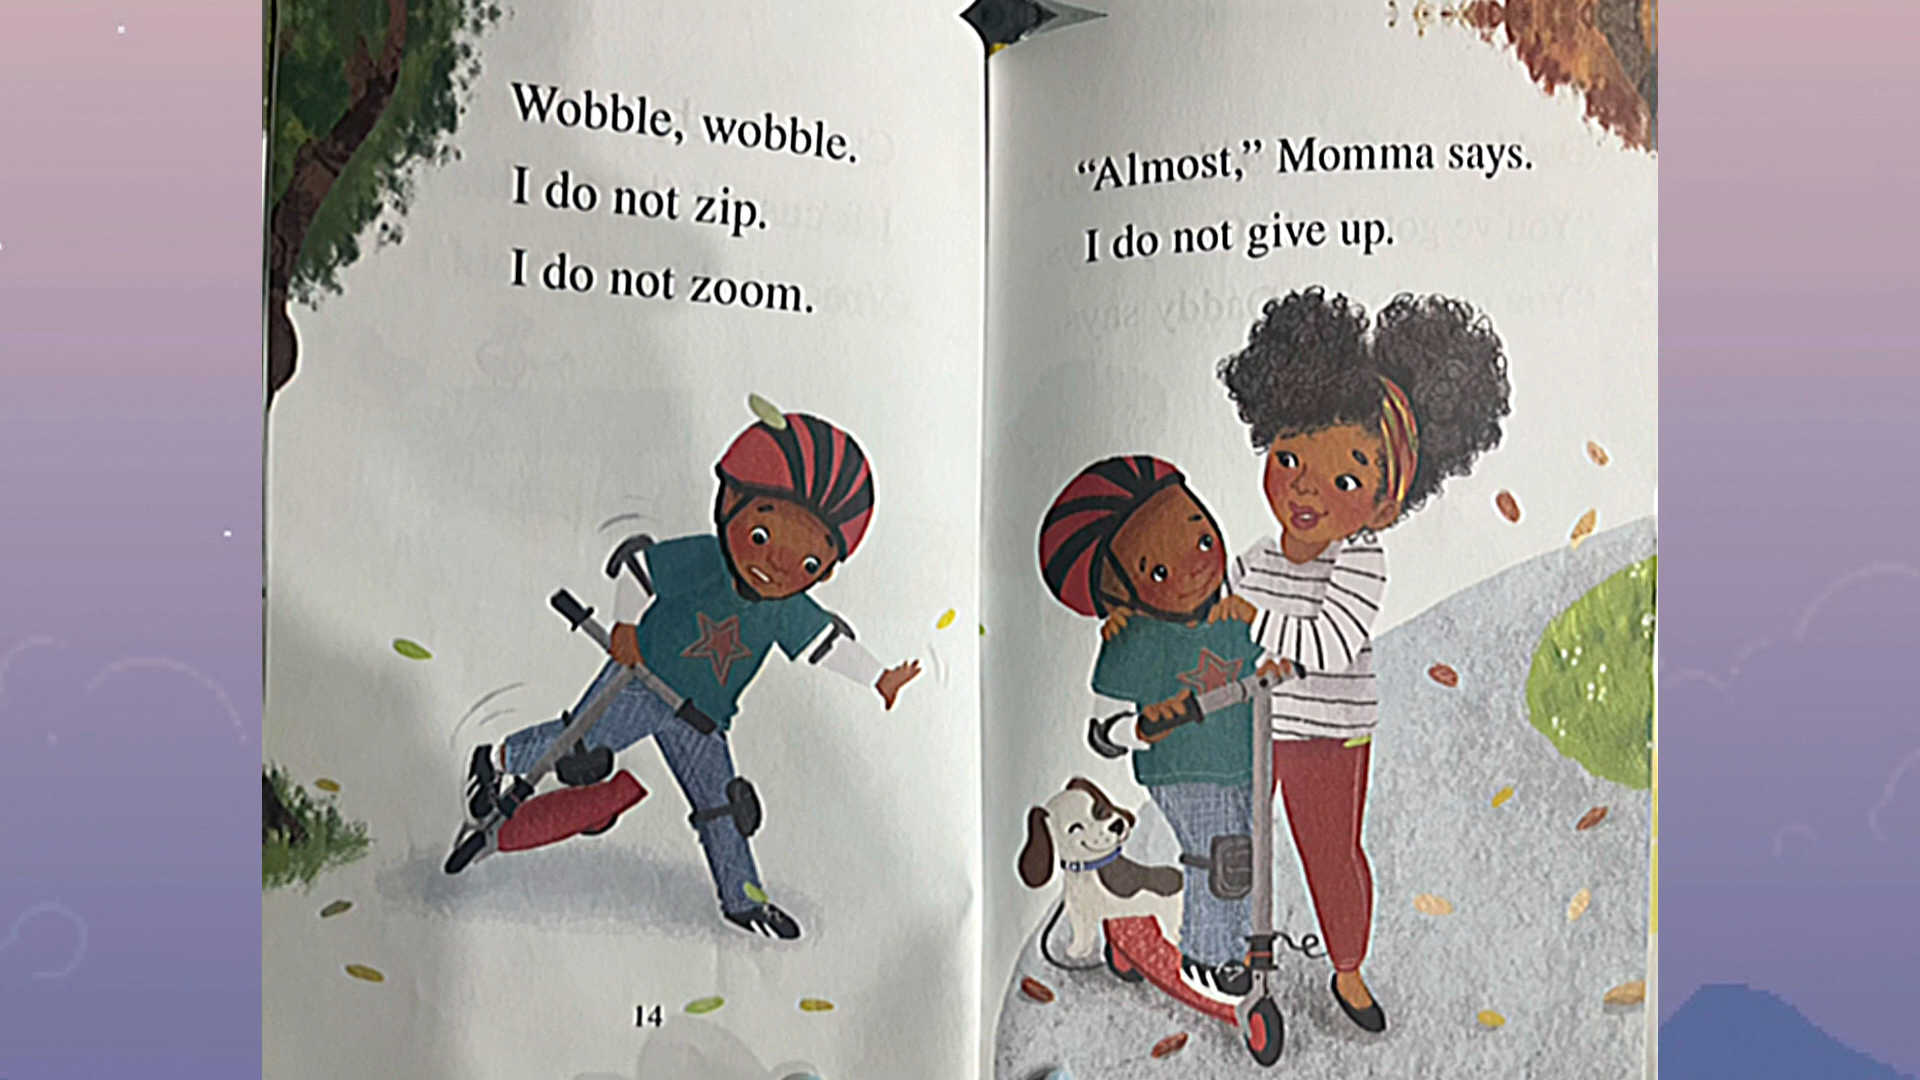 Wobble, wobble.
I do not zip.
I do not zoom.
14
“Almost,” Momma says.
I do not give up.